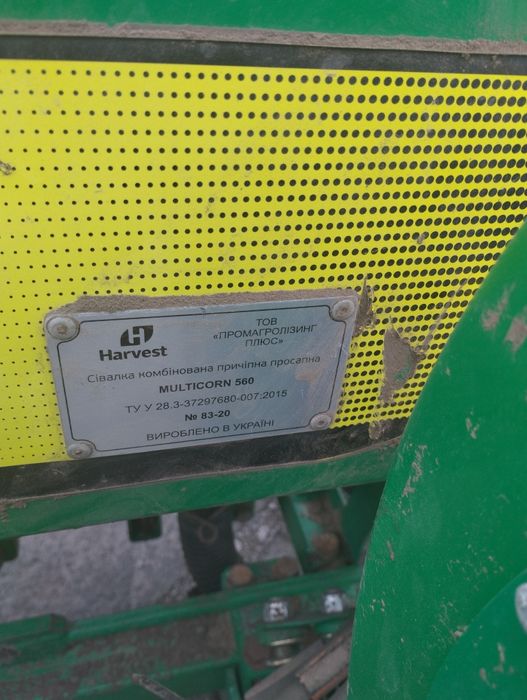 Harvest
ТОВ
«ПРОМАГРОЛІЗИНГ
ПЛЮС»
Сівалка комбінована причіпна просапна
MULTICORN 560
ТУ У 28.3-37297680-007:2015
№ 83-20
ВИРОБЛЕНО В УКРАЇНІ